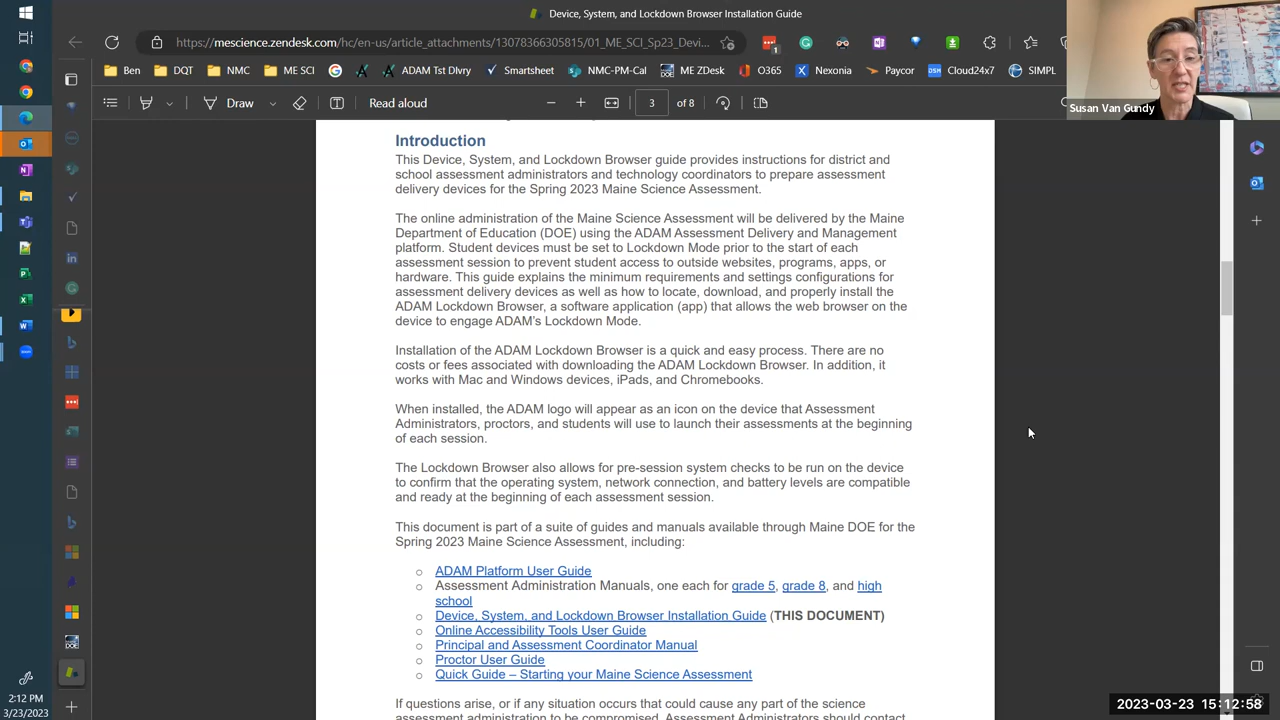 Device, System, and Lockdown Browser Installation Guide
https://mescience.zendesk.com/hc/en-us/article_attachments/13078366305815/01_ME_SCI_Sp23_Devi...
1
Ben
DQT
NMC
ME SCI
ADAM Tst Dlvry
Smartsheet
NMC-PM-Cal
ME ZDesk
O365
Nexonia
Paycor
Cloud24x7
SIMPL
Susan Van Gundy
Draw
Read aloud
3 of 8
Introduction
This Device, System, and Lockdown Browser guide provides instructions for district and
school assessment administrators and technology coordinators to prepare assessment
delivery devices for the Spring 2023 Maine Science Assessment.
The online administration of the Maine Science Assessment will be delivered by the Maine
Department of Education (DOE) using the ADAM Assessment Delivery and Management
platform. Student devices must be set to Lockdown Mode prior to the start of each
assessment session to prevent student access to outside websites, programs, apps, or
hardware. This guide explains the minimum requirements and settings configurations for
assessment delivery devices as well as how to locate, download, and properly install the
ADAM Lockdown Browser, a software application (app) that allows the web browser on the
device to engage ADAM's Lockdown Mode.
Installation of the ADAM Lockdown Browser is a quick and easy process. There are no
costs or fees associated with downloading the ADAM Lockdown Browser. In addition, it
works with Mac and Windows devices, iPads, and Chromebooks.
When installed, the ADAM logo will appear as an icon on the device that Assessment
Administrators, proctors, and students will use to launch their assessments at the beginning
of each session.
The Lockdown Browser also allows for pre-session system checks to be run on the device
to confirm that the operating system, network connection, and battery levels are compatible
and ready at the beginning of each assessment session.
This document is part of a suite of guides and manuals available through Maine DOE for the
Spring 2023 Maine Science Assessment, including:
ADAM Platform User Guide
Assessment Administration Manuals, one each for grade 5, grade 8, and high
school
Device, System, and Lockdown Browser Installation Guide (THIS DOCUMENT)
Online Accessibility Tools User Guide
Principal and Assessment Coordinator Manual
Proctor User Guide
Quick Guide – Starting your Maine Science Assessment
If questions arise, or if any situation occurs that could cause any part of the science
assessment administration to be compromised, Assessment Administrators should contact
2:12 PM
3/23/2023
2023-03-23 15:12:58